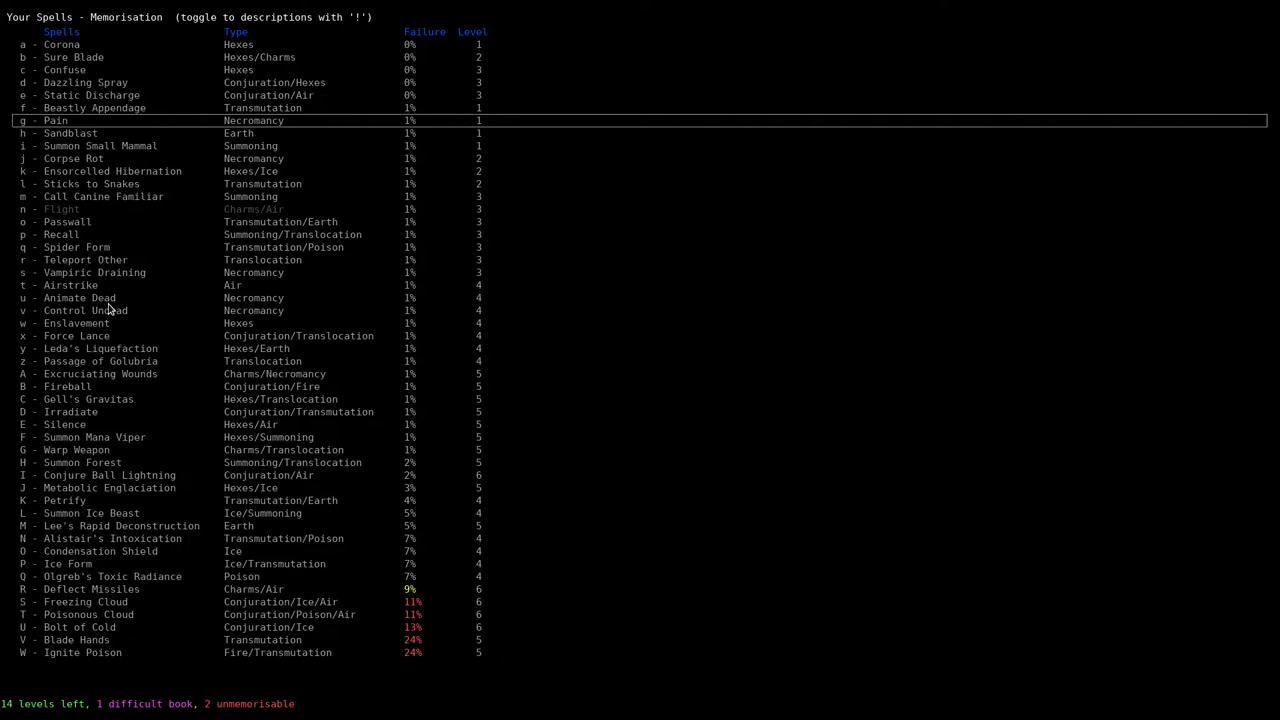 Your Spells - Memorisation  (toggle to descriptions with '!')
Spells Type Failure Level
a - Corona Hexes 0% 1
b - Sure Blade Hexes/Charms 0% 2
c - Confuse Hexes 0% 3
d - Dazzling Spray Conjuration/Hexes 0% 3
e - Static Discharge Conjuration/Air 0% 3
f - Beastly Appendage Transmutation 1% 1
g - Pain Necromancy 1% 1
h - Sandblast Earth 1% 1
i - Summon Small Mammal Summoning 1% 1
j - Corpse Rot Necromancy 1% 2
k - Ensorcelled Hibernation Hexes/Ice 1% 2
l - Sticks to Snakes Transmutation 1% 2
m - Call Canine Familiar Summoning 1% 3
n - Flight Charms/Air 1% 3
o - Passwall Transmutation/Earth 1% 3
p - Recall Summoning/Translocation 1% 3
q - Spider Form Transmutation/Poison 1% 3
r - Teleport Other Translocation 1% 3
s - Vampiric Draining Necromancy 1% 3
t - Airstrike Air 1% 4
u - Animate Dead Necromancy 1% 4
v - Control Undead Necromancy 1% 4
w - Enslavement Hexes 1% 4
x - Force Lance Conjuration/Translocation 1% 4
y - Leda's Liquefaction Hexes/Earth 1% 4
z - Passage of Golubria Translocation 1% 4
A - Excruciating Wounds Charms/Necromancy 1% 5
B - Fireball Conjuration/Fire 1% 5
C - Gell's Gravitas Hexes/Translocation 1% 5
D - Irradiate Conjuration/Transmutation 1% 5
E - Silence Hexes/Air 1% 5
F - Summon Mana Viper Hexes/Summoning 1% 5
G - Warp Weapon Charms/Translocation 1% 5
H - Summon Forest Summoning/Translocation 2% 5
I - Conjure Ball Lightning Conjuration/Air 2% 6
J - Metabolic Englaciation Hexes/Ice 3% 5
K - Petrify Transmutation/Earth 4% 4
L - Summon Ice Beast Ice/Summoning 5% 4
M - Lee's Rapid Deconstruction Earth 5% 5
N - Alistair's Intoxication Transmutation/Poison 7% 4
O - Condensation Shield Ice 7% 4
P - Ice Form Ice/Transmutation 7% 4
Q - Olgreb's Toxic Radiance Poison 7% 4
R - Deflect Missiles Charms/Air 9% 6
S - Freezing Cloud Conjuration/Ice/Air 11% 6
T - Poisonous Cloud Conjuration/Poison/Air 11% 6
U - Bolt of Cold Conjuration/Ice 13% 6
V - Blade Hands Transmutation 24% 5
W - Ignite Poison Fire/Transmutation 24% 5
14 levels left, 1 difficult book, 2 unmemorisable